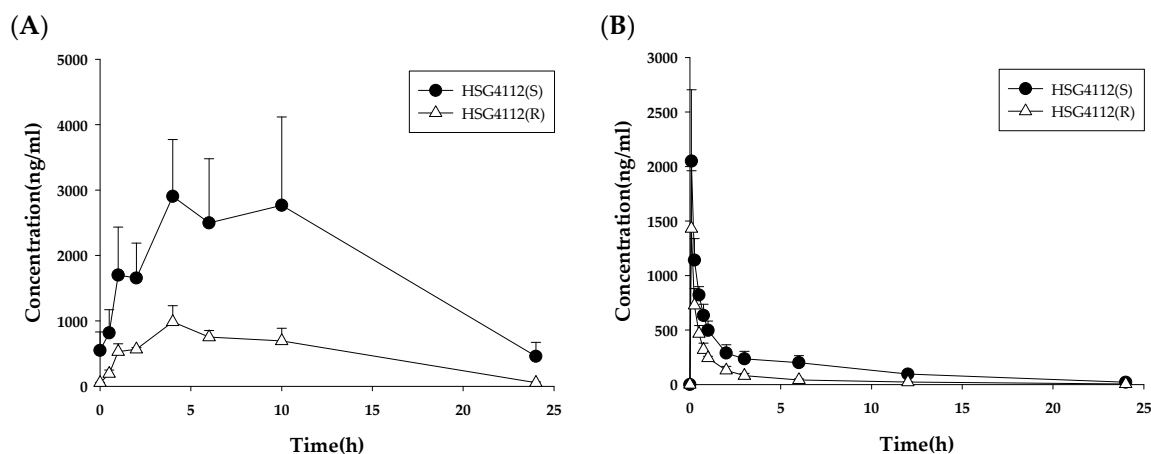 (A)
5000
4000
3000
2000
1000
0
0 5 10 15 20 25
Concentration(ng/ml)
Time(h)
HSG4112(S)
HSG4112(R)
(B)
3000
2500
2000
1500
1000
500
0
0 5 10 15 20 25
Concentration(ng/ml)
Time(h)
HSG4112(S)
HSG4112(R)